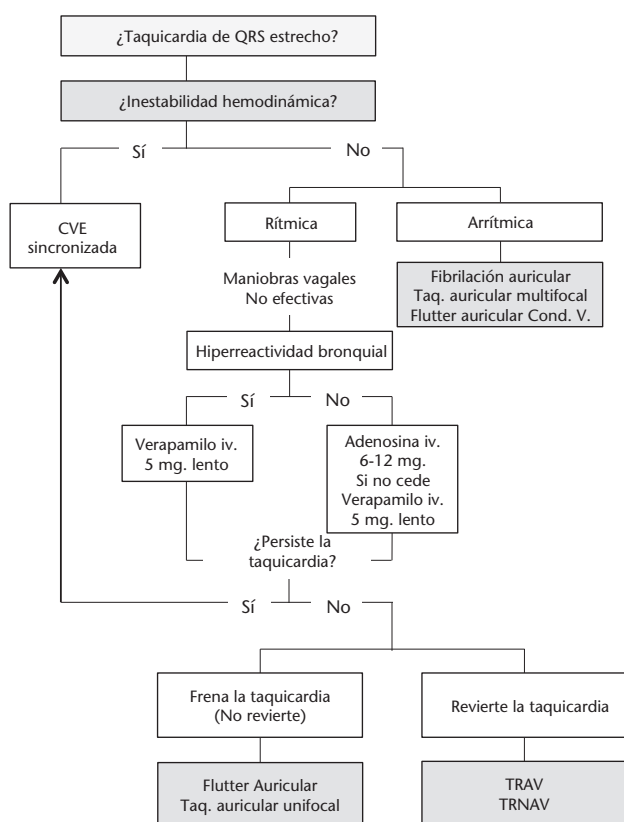 ¿Taquicardia de QRS estrecho?
¿Inestabilidad hemodinámica?
Sí
No
CVE
sincronizada
Rítmica
Arrítmica
Maniobras vagales
No efectivas
Fibrilación auricular
Taq. auricular multifocal
Flutter auricular Cond. V.
Hiperreactividad bronquial
Sí
No
Verapamilo iv.
5 mg. lento
Adenosina iv.
6-12 mg.
Si no cede
Verapamilo iv.
5 mg. lento
¿Persiste la
taquicardia?
Sí
No
Frena la taquicardia
(No revierte)
Revierte la taquicardia
Flutter Auricular
Taq. auricular unifocal
TRAV
TRNAV